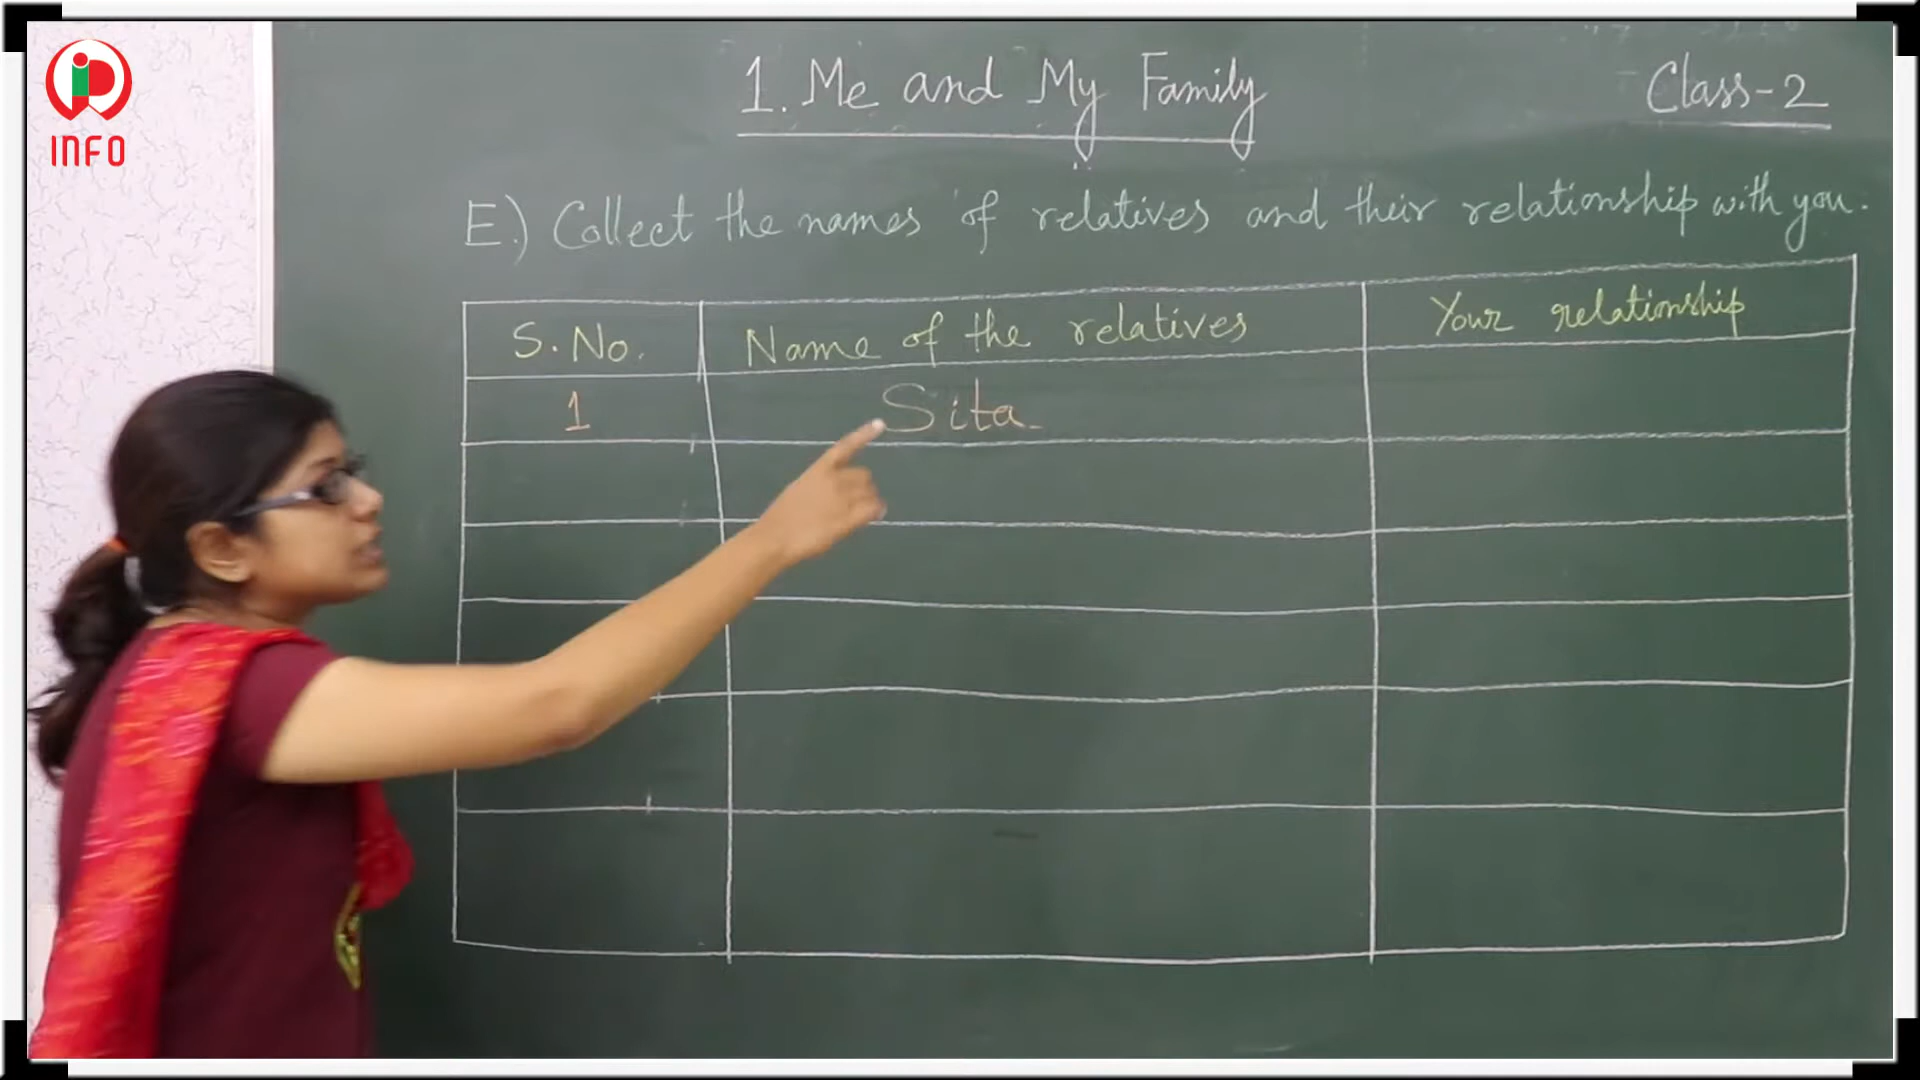 INFO
1. Me and My Family
Class-2
E.) Collect the names of relatives and their relationship with you.
S. No. Name of the relatives Your relationship
1 Sita